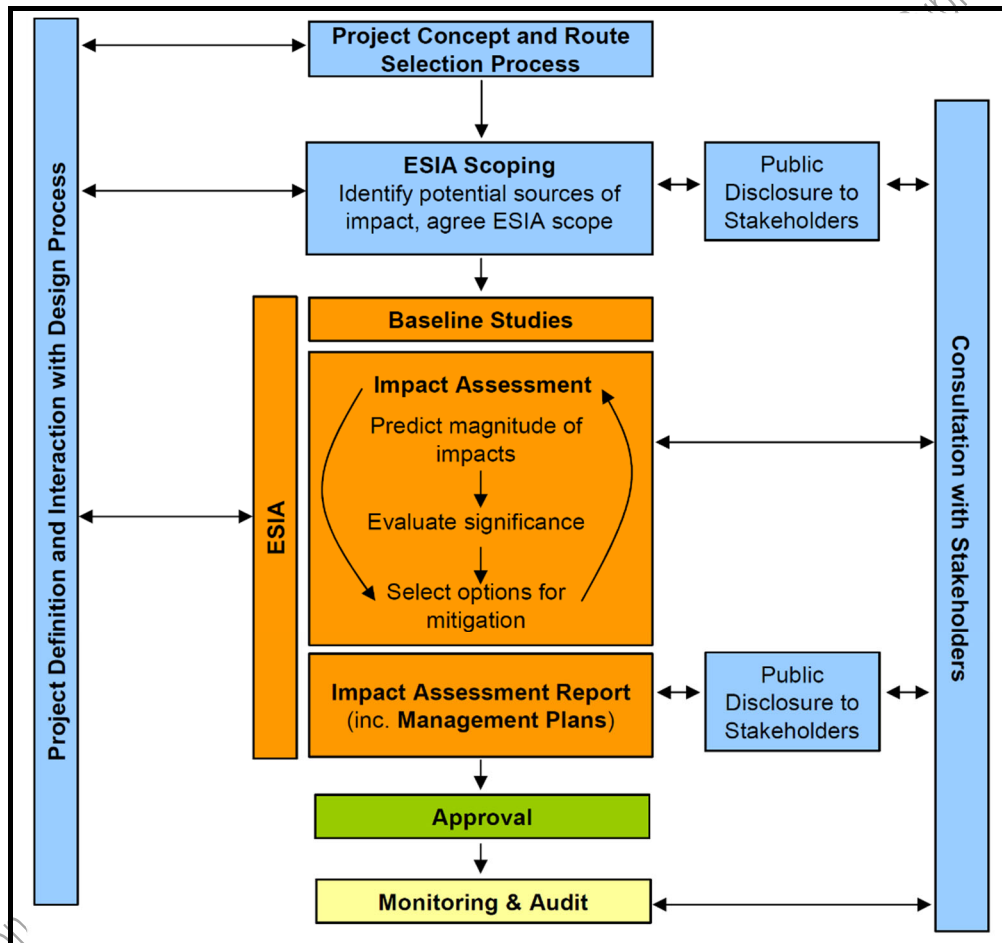 Project Concept and Route
Selection Process
ESIA Scoping
Identify potential sources of
impact, agree ESIA scope
Public
Disclosure to
Stakeholders
Project Definition and Interaction with Design Process
Consultation with Stakeholders
ESIA
Baseline Studies
Impact Assessment
Predict magnitude of
impacts
Evaluate significance
Select options for
mitigation
Impact Assessment Report
(inc. Management Plans)
Public
Disclosure to
Stakeholders
Approval
Monitoring & Audit